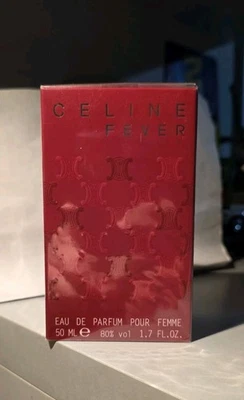 CELINE
FEVER
EAU DE PARFUM POUR FEMME
50 ML e 80% vol 1.7 FL.OZ.